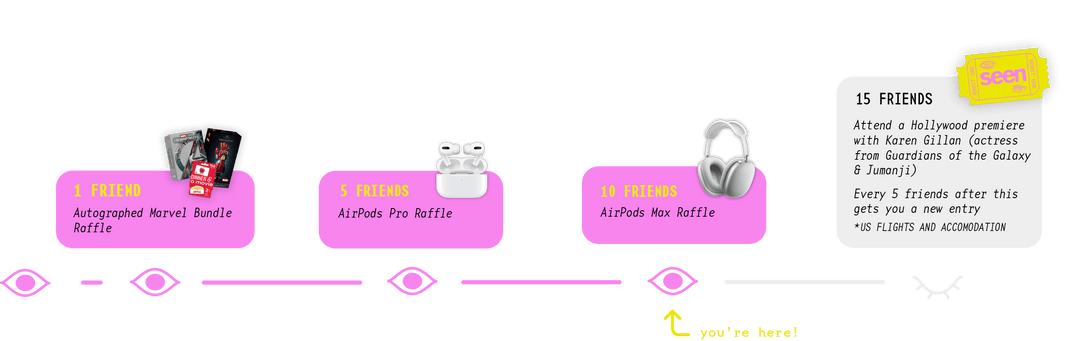 1 FRIEND
Autographed Marvel Bundle
Raffle
DINNER &
a movie
5 FRIENDS
AirPods Pro Raffle
10 FRIENDS
AirPods Max Raffle
seen
15 FRIENDS
Attend a Hollywood premiere
with Karen Gillan (actress
from Guardians of the Galaxy
& Jumanji)
Every 5 friends after this
gets you a new entry
*US FLIGHTS AND ACCOMODATION
you're here!